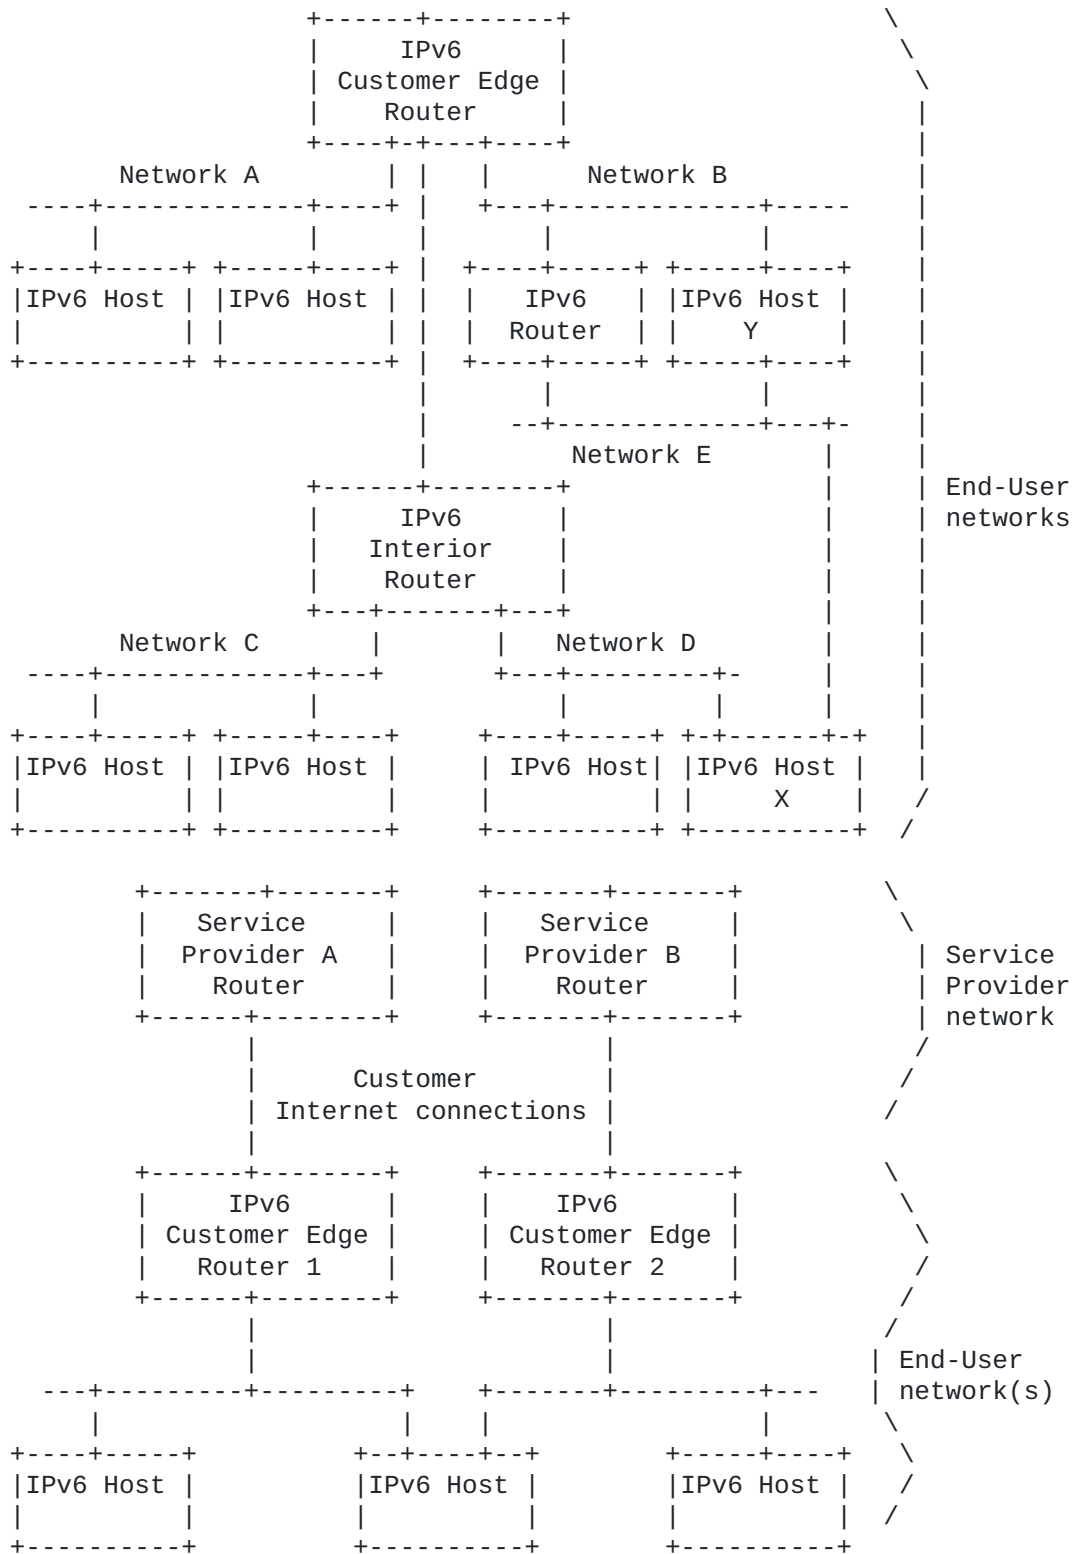 IPv6
Customer Edge
Router
Network A Network B
IPv6 Host IPv6 Host IPv6 IPv6 Host
Router Y
Network E
End-User
IPv6 networks
Interior
Router
Network C Network D
IPv6 Host IPv6 Host IPv6 Host IPv6 Host
X
Service Service
Provider A Provider B Service
Router Router Provider
network
Customer
Internet connections
IPv6 IPv6
Customer Edge Customer Edge
Router 1 Router 2
End-User
network(s)
IPv6 Host IPv6 Host IPv6 Host